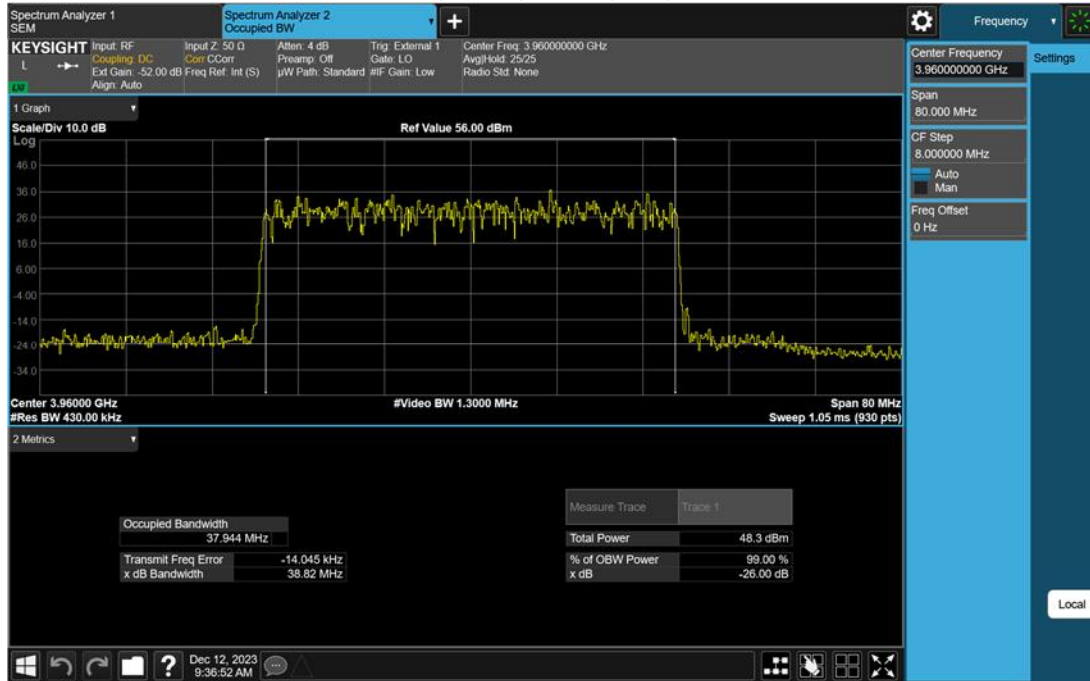 Spectrum Analyzer 1
SEM
Spectrum Analyzer 2
Occupied BW
Frequency
KEYSIGHT
L
LXI
Input: RF
Coupling: DC
Ext Gain: -52.00 dB
Align: Auto
Input Z: 50 Ω
Corr CCorr
Freq Ref: Int (S)
Atten: 4 dB
Preamp: Off
µW Path: Standard
Trig: External 1
Gate: LO
#IF Gain: Low
Center Freq: 3.960000000 GHz
Avg|Hold: 25/25
Radio Std: None
Center Frequency
3.960000000 GHz
Settings
Span
80.000 MHz
CF Step
8.000000 MHz
Auto
Man
Freq Offset
0 Hz
1 Graph
Scale/Div 10.0 dB
Ref Value 56.00 dBm
Log
46.0
36.0
26.0
16.0
6.00
-4.00
-14.0
-24.0
-34.0
Center 3.96000 GHz
#Video BW 1.3000 MHz
Span 80 MHz
#Res BW 430.00 kHz
Sweep 1.05 ms (930 pts)
2 Metrics
Measure Trace
Trace 1
Occupied Bandwidth
37.944 MHz
Total Power
48.3 dBm
Transmit Freq Error
-14.045 kHz
% of OBW Power
99.00 %
x dB Bandwidth
38.82 MHz
x dB
-26.00 dB
Local
?
Dec 12, 2023
9:36:52 AM